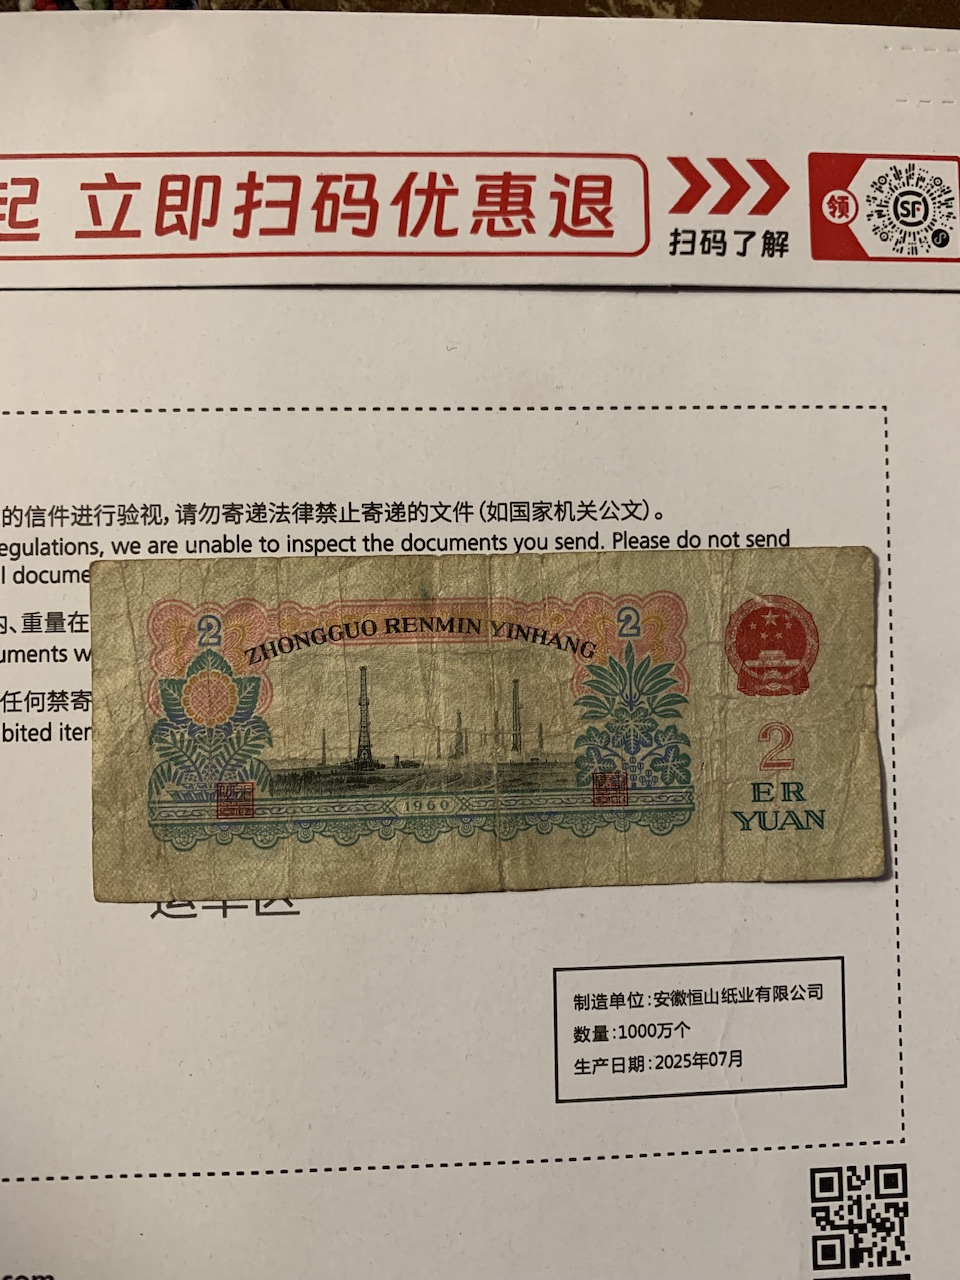 立即扫码优惠退
扫码了解
领
SF
的信件进行验视，请勿寄递法律禁止寄递的文件（如国家机关公文）。
egulations, we are unable to inspect the documents you send. Please do not send
l docume
、重量在
uments w
任何禁寄
bited iter
2
2
ZHONGGUO RENMIN YINHANG
1960
2
ER
YUAN
制造单位：安徽恒山纸业有限公司
数量：1000万个
生产日期：2025年07月
.com